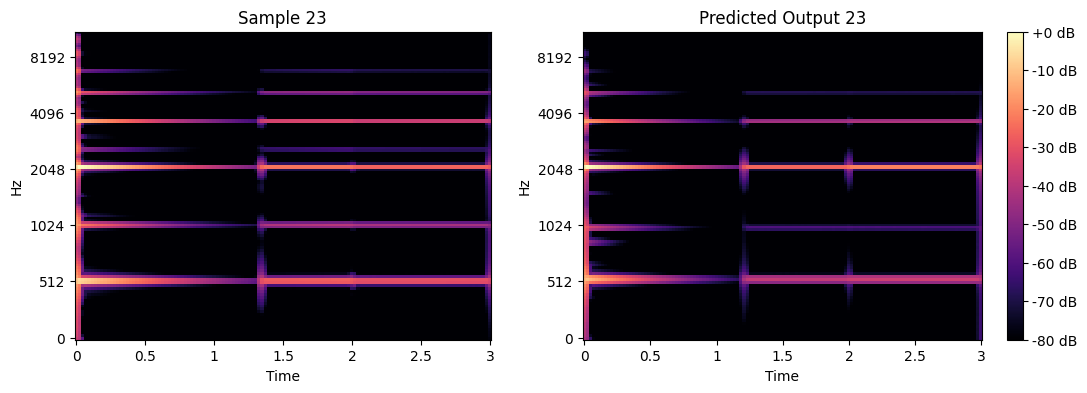 Sample 23
Predicted Output 23
8192
4096
2048
1024
512
0
Hz
0
0.5
1
1.5
2
2.5
3
Time
8192
4096
2048
1024
512
0
Hz
0
0.5
1
1.5
2
2.5
3
Time
+0 dB
-10 dB
-20 dB
-30 dB
-40 dB
-50 dB
-60 dB
-70 dB
-80 dB